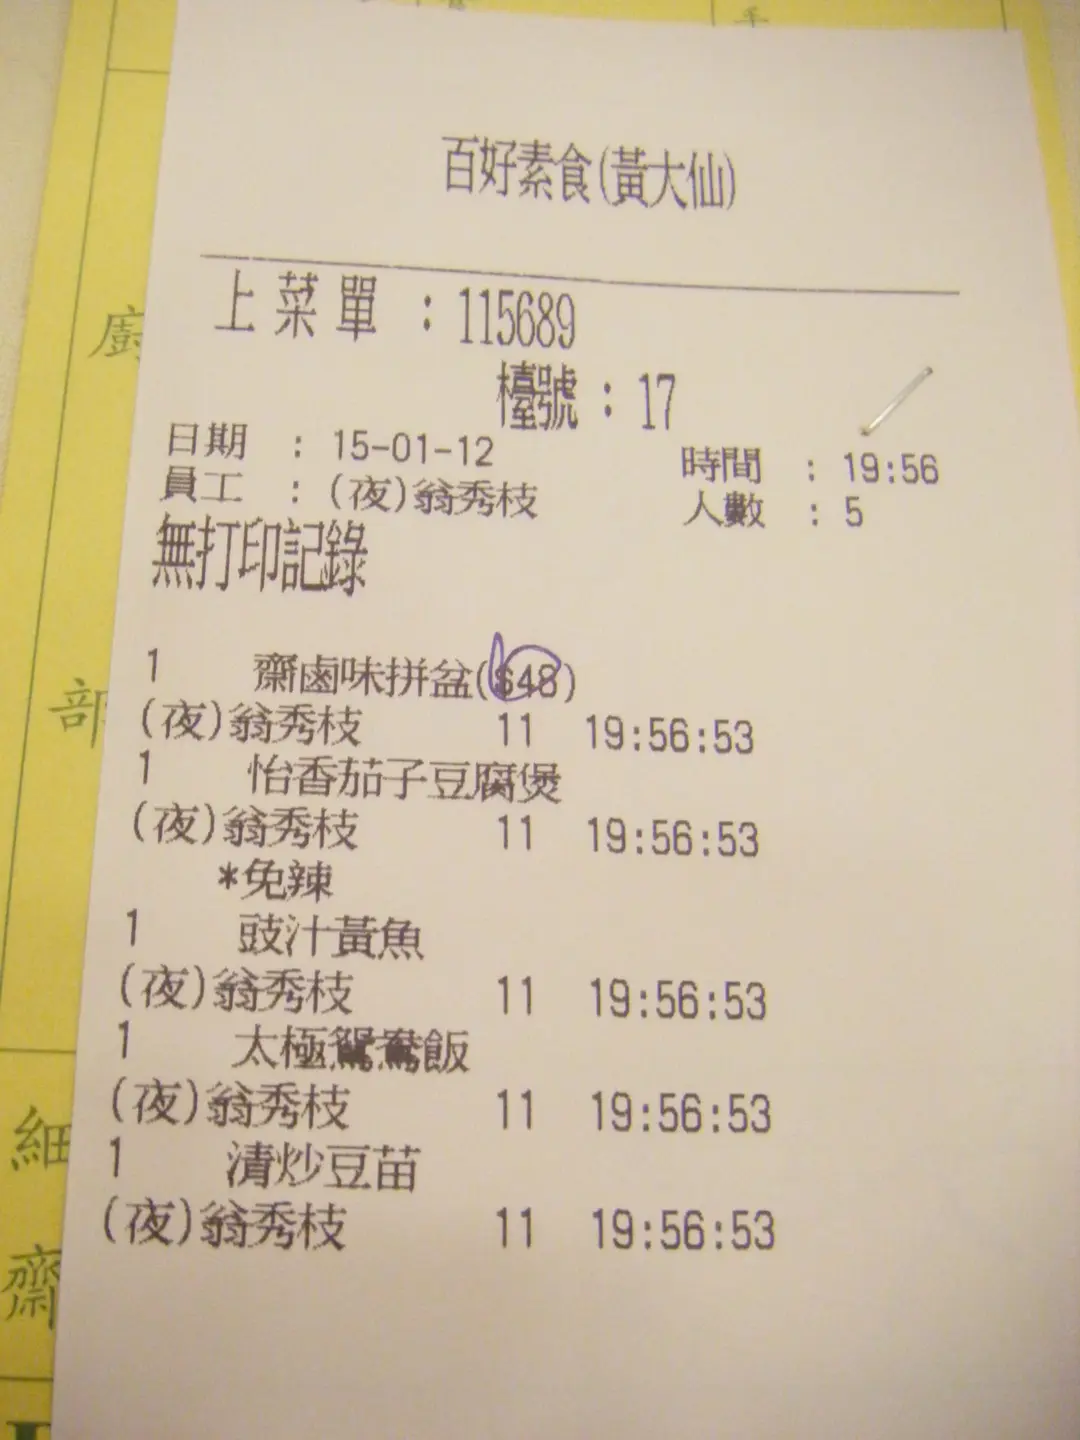 百好素食(黃大仙)
上菜單 : 115689
檯號 : 17
日期 : 15-01-12 時間 : 19:56
員工 : (夜)翁秀枝 人數 : 5
無打印記錄
1 齋鹵味拼盆($48)
(夜)翁秀枝 11 19:56:53
1 怡香茄子豆腐煲
(夜)翁秀枝 11 19:56:53
*免辣
1 豉汁黃魚
(夜)翁秀枝 11 19:56:53
1 太極鴛鴦飯
(夜)翁秀枝 11 19:56:53
1 清炒豆苗
(夜)翁秀枝 11 19:56:53
廚
部
細
齋